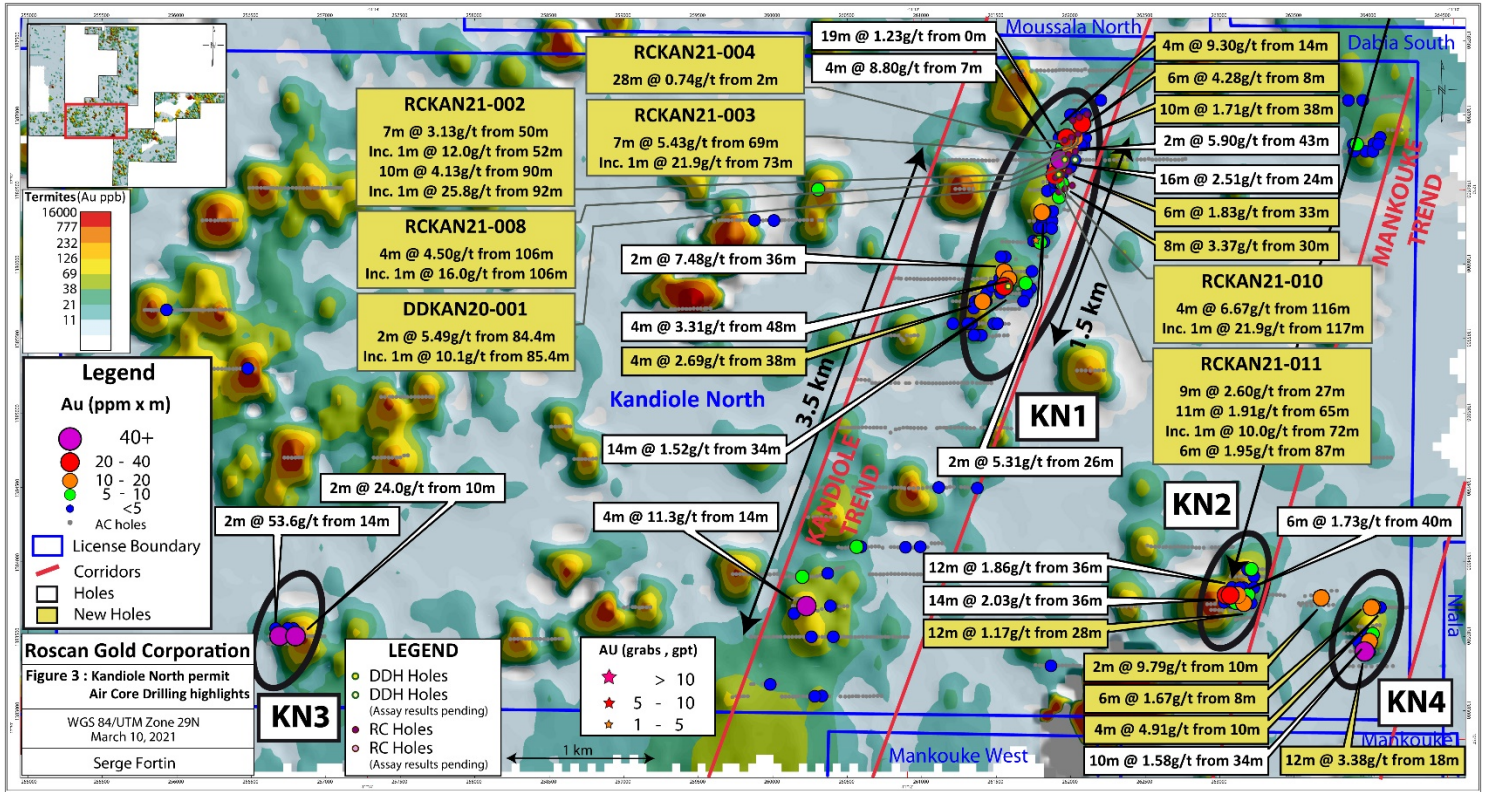 Moussala North
Dabia South
19m @ 1.23g/t from 0m
4m @ 8.80g/t from 7m
RCKAN21-004
28m @ 0.74g/t from 2m
RCKAN21-002
7m @ 3.13g/t from 50m
Inc. 1m @ 12.0g/t from 52m
10m @ 4.13g/t from 90m
Inc. 1m @ 25.8g/t from 92m
RCKAN21-003
7m @ 5.43g/t from 69m
Inc. 1m @ 21.9g/t from 73m
RCKAN21-008
4m @ 4.50g/t from 106m
Inc. 1m @ 16.0g/t from 106m
DDKAN20-001
2m @ 5.49g/t from 84.4m
Inc. 1m @ 10.1g/t from 85.4m
4m @ 9.30g/t from 14m
6m @ 4.28g/t from 8m
10m @ 1.71g/t from 38m
2m @ 5.90g/t from 43m
16m @ 2.51g/t from 24m
6m @ 1.83g/t from 33m
8m @ 3.37g/t from 30m
MANKOUKE
TREND
RCKAN21-010
4m @ 6.67g/t from 116m
Inc. 1m @ 21.9g/t from 117m
RCKAN21-011
9m @ 2.60g/t from 27m
11m @ 1.91g/t from 65m
Inc. 1m @ 10.0g/t from 72m
6m @ 1.95g/t from 87m
2m @ 7.48g/t from 36m
4m @ 3.31g/t from 48m
4m @ 2.69g/t from 38m
Kandiole North
3.5 km
1.5 km
KN1
14m @ 1.52g/t from 34m
2m @ 5.31g/t from 26m
KANDIOLE
TREND
Termites (Au ppb)
16000
777
232
126
69
38
21
11
Legend
Au (ppm x m)
40+
20 - 40
10 - 20
5 - 10
<5
AC holes
License Boundary
Corridors
Holes
New Holes
2m @ 24.0g/t from 10m
2m @ 53.6g/t from 14m
4m @ 11.3g/t from 14m
KN2
6m @ 1.73g/t from 40m
12m @ 1.86g/t from 36m
14m @ 2.03g/t from 36m
12m @ 1.17g/t from 28m
Niala
2m @ 9.79g/t from 10m
6m @ 1.67g/t from 8m
4m @ 4.91g/t from 10m
10m @ 1.58g/t from 34m
KN4
Mankouke
12m @ 3.38g/t from 18m
Mankouke West
KN3
Roscan Gold Corporation
Figure 3 : Kandiole North permit
Air Core Drilling highlights
WGS 84/UTM Zone 29N
March 10, 2021
Serge Fortin
LEGEND
DDH Holes
DDH Holes
(Assay results pending)
RC Holes
RC Holes
(Assay results pending)
AU (grabs , gpt)
> 10
5 - 10
1 - 5
1 km